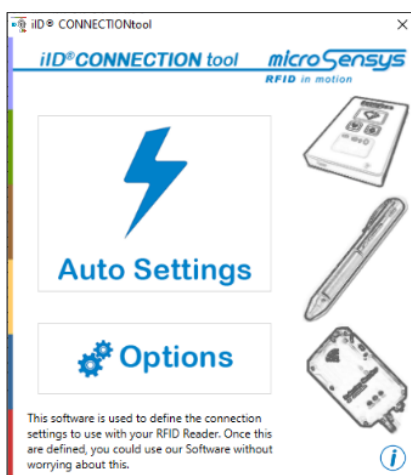 iID® CONNECTIONtool
iID®CONNECTION tool
microSensys
RFID in motion
Auto Settings
Options
This software is used to define the connection
settings to use with your RFID Reader. Once this
are defined, you could use our Software without
worrying about this.
i